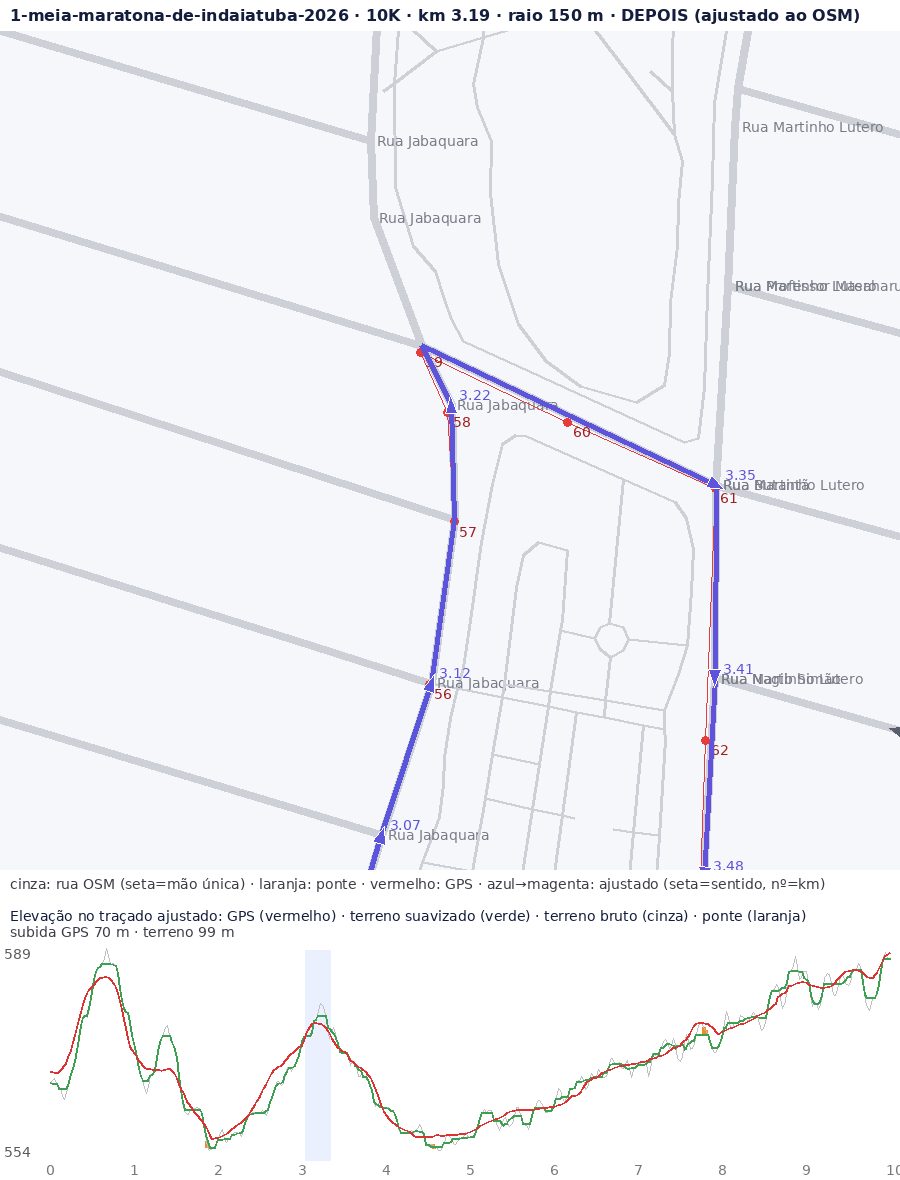 1-meia-maratona-de-indaiatuba-2026 · 10K · km 3.19 · raio 150 m · DEPOIS (ajustado ao OSM)
Rua Martinho Lutero
Rua Jabaquara
Rua Jabaquara
3.22
Rua Jabaquara
58
60
3.35
Rua Martinho Lutero
61
57
3.12
Rua Jabaquara
56
3.41
62
3.07
Rua Jabaquara
3.48
cinza: rua OSM (seta=mão única) · laranja: ponte · vermelho: GPS · azul→magenta: ajustado (seta=sentido, nº=km)
Elevação no traçado ajustado: GPS (vermelho) · terreno suavizado (verde) · terreno bruto (cinza) · ponte (laranja)
subida GPS 70 m · terreno 99 m
589
554
0 1 2 3 4 5 6 7 8 9 10